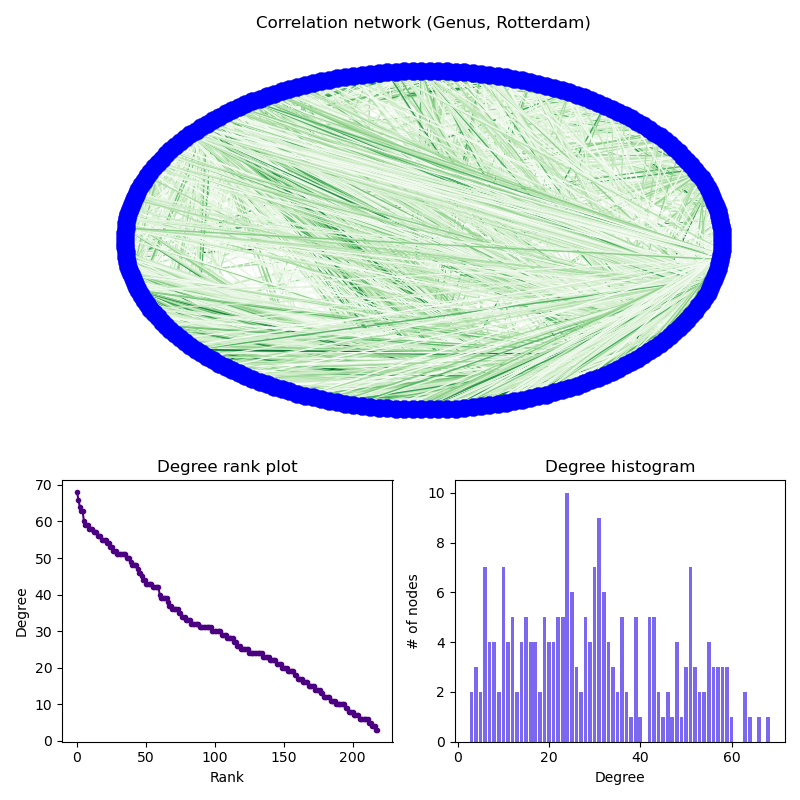 Correlation network (Genus, Rotterdam)
Degree rank plot
Degree
70
60
50
40
30
20
10
0
0 50 100 150 200
Rank
Degree histogram
# of nodes
10
8
6
4
2
0
0 20 40 60
Degree